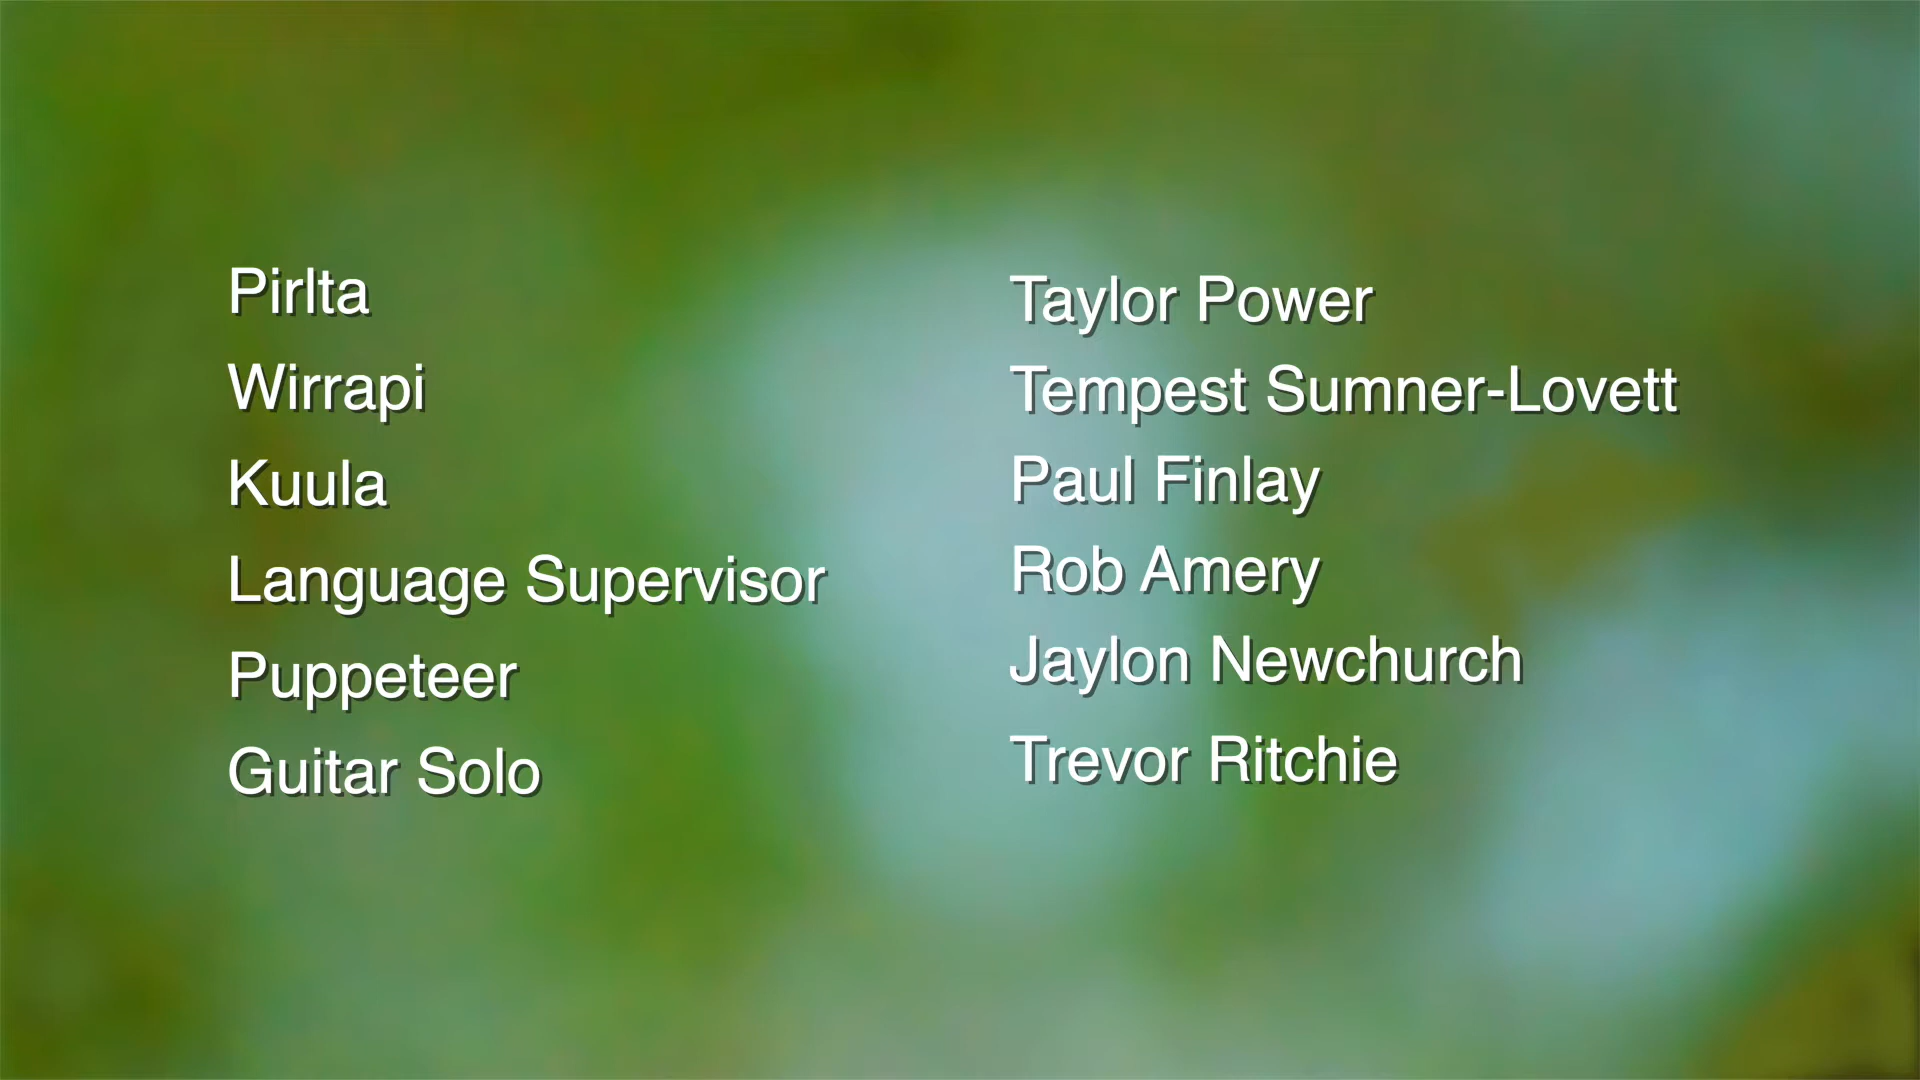 Pirlta Taylor Power
Wirrapi Tempest Sumner-Lovett
Kuula Paul Finlay
Language Supervisor Rob Amery
Puppeteer Jaylon Newchurch
Guitar Solo Trevor Ritchie